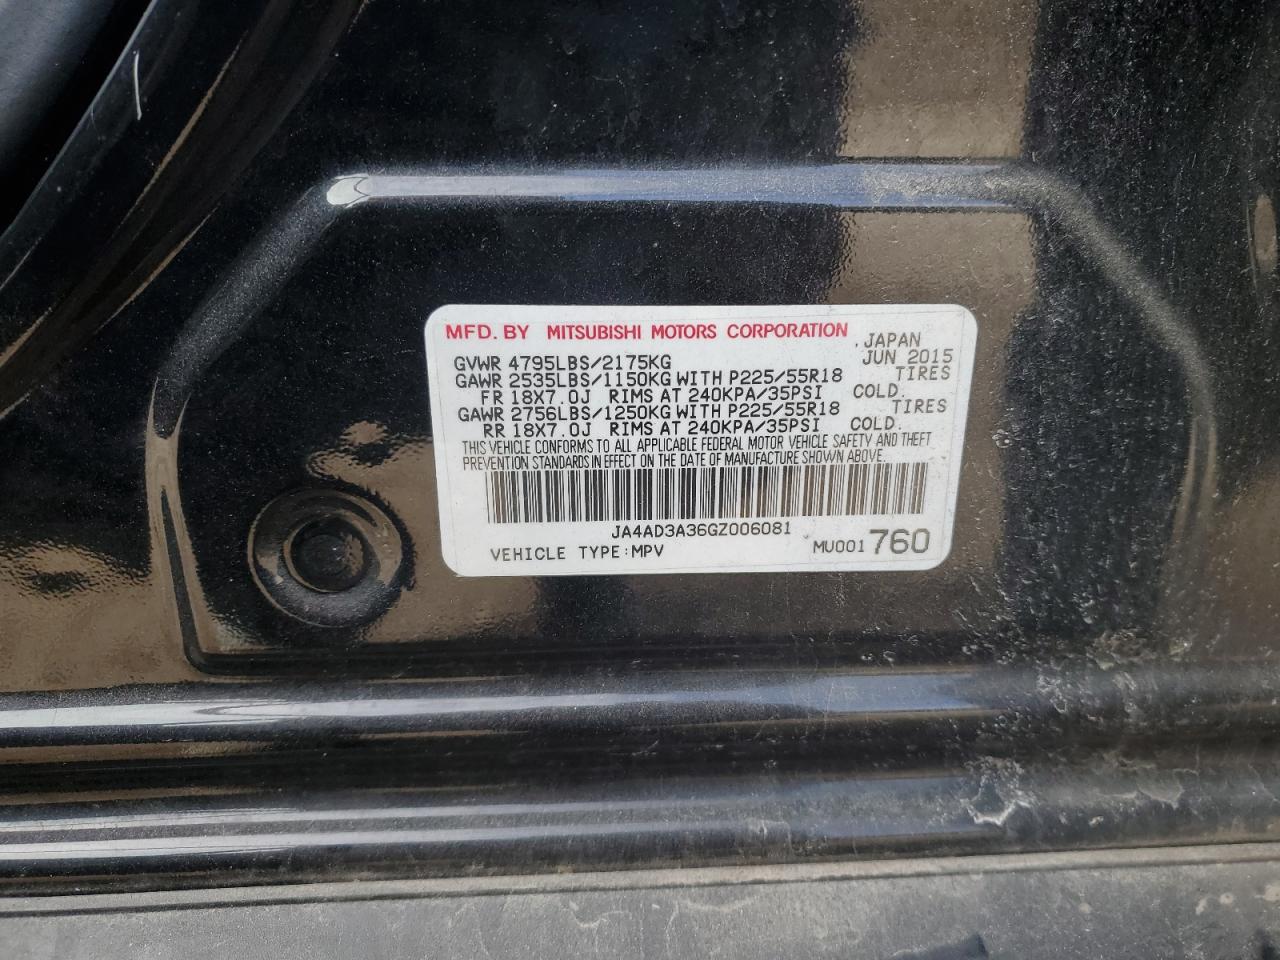 MFD. BY MITSUBISHI MOTORS CORPORATION JAPAN
GVWR 4795LBS/2175KG JUN 2015
GAWR 2535LBS/1150KG WITH P225/55R18 TIRES
FR 18X7.0J RIMS AT 240KPA/35PSI COLD.
GAWR 2756LBS/1250KG WITH P225/55R18 TIRES
RR 18X7.0J RIMS AT 240KPA/35PSI COLD.
THIS VEHICLE CONFORMS TO ALL APPLICABLE FEDERAL MOTOR VEHICLE SAFETY AND THEFT
PREVENTION STANDARDS IN EFFECT ON THE DATE OF MANUFACTURE SHOWN ABOVE.
JA4AD3A36GZ006081
VEHICLE TYPE:MPV MU001760